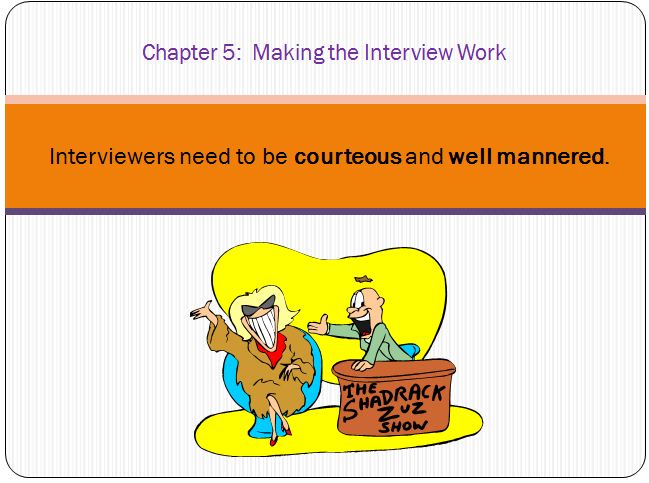 Chapter 5: Making the Interview Work
Interviewers need to be courteous and well mannered.
THE
SHADRACK
ZUZ
SHOW